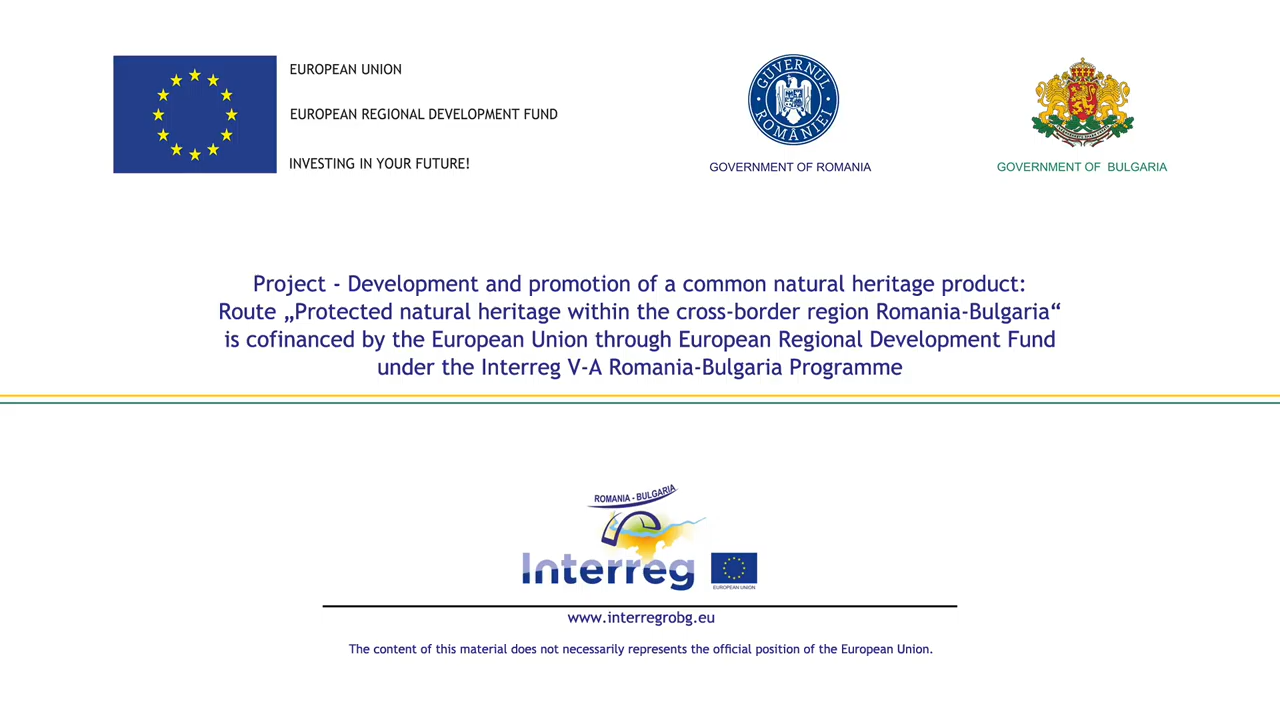 EUROPEAN UNION
EUROPEAN REGIONAL DEVELOPMENT FUND
INVESTING IN YOUR FUTURE!
GUVERNUL ROMÂNIEI
GOVERNMENT OF ROMANIA
GOVERNMENT OF BULGARIA
Project - Development and promotion of a common natural heritage product:
Route „Protected natural heritage within the cross-border region Romania-Bulgaria“
is cofinanced by the European Union through European Regional Development Fund
under the Interreg V-A Romania-Bulgaria Programme
ROMANIA - BULGARIA
Interreg
EUROPEAN UNION
www.interregrobg.eu
The content of this material does not necessarily represents the official position of the European Union.